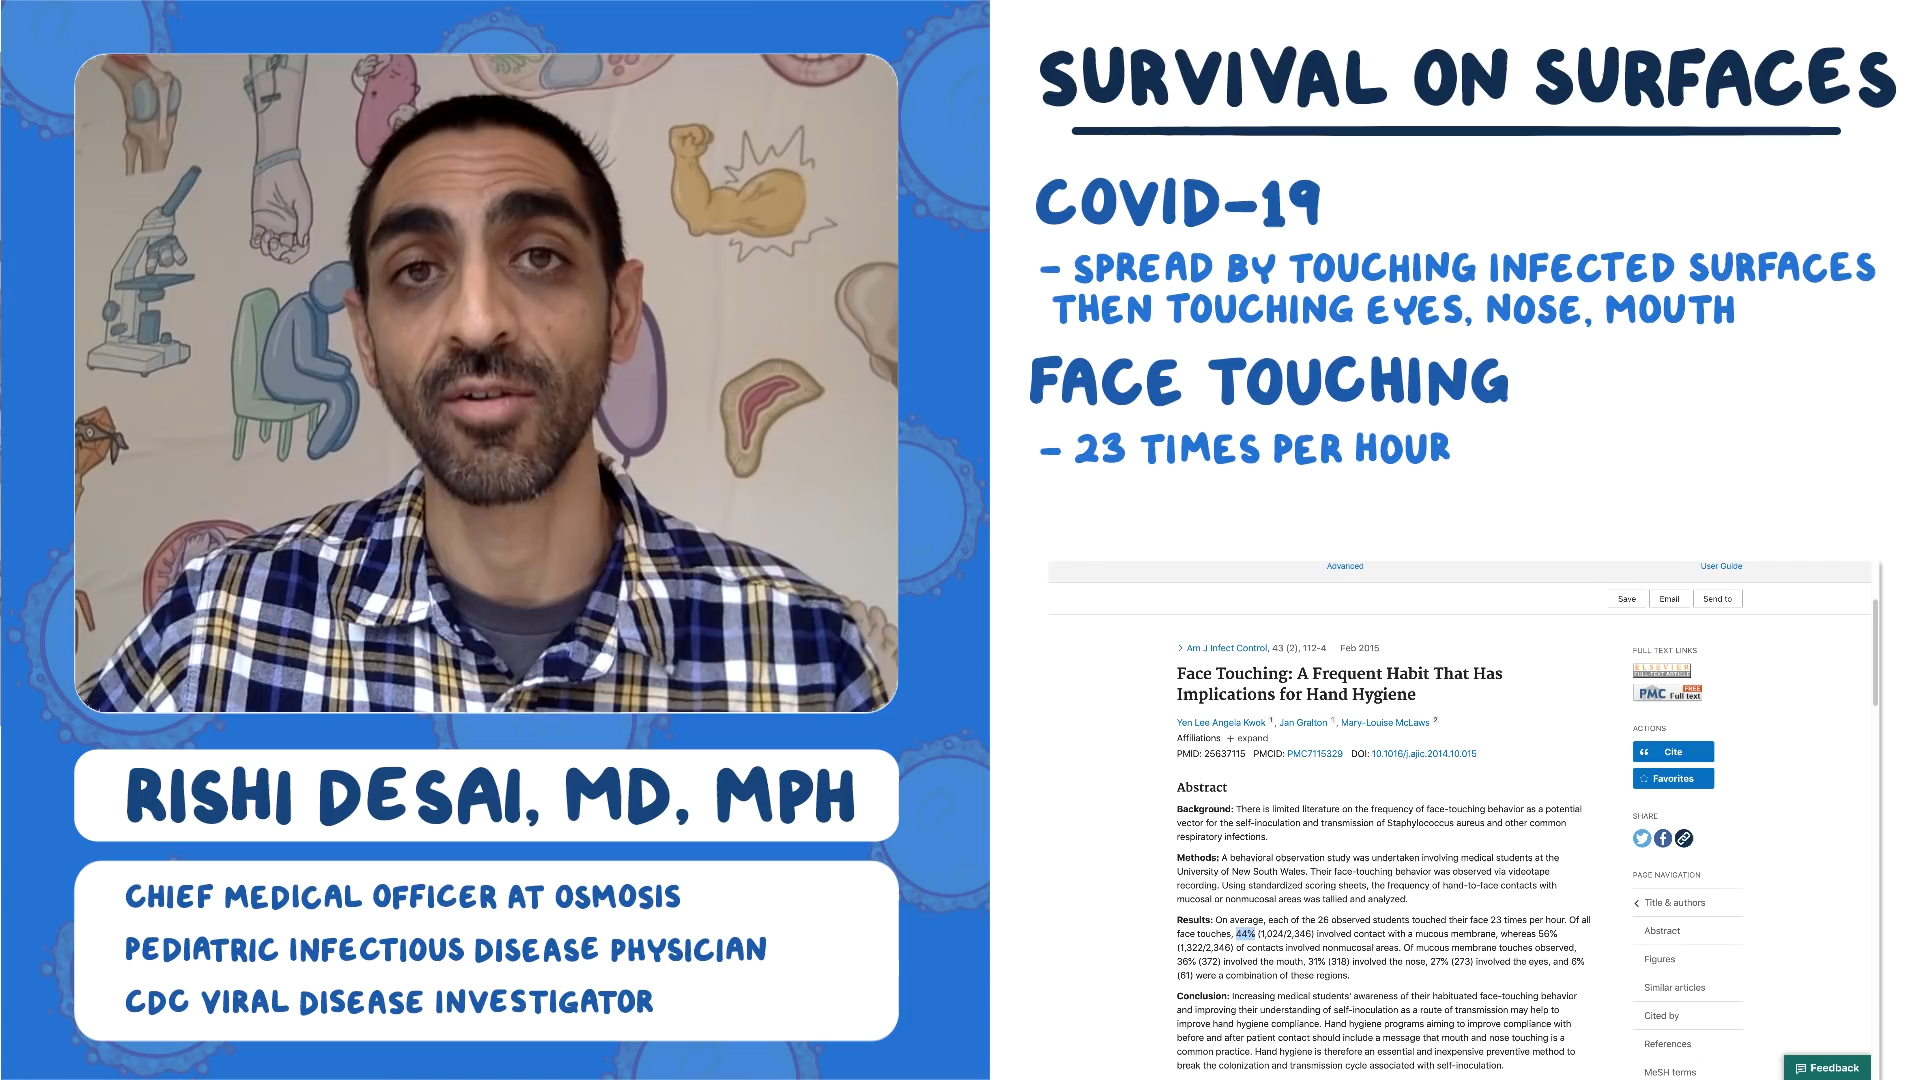 SURVIVAL ON SURFACES
COVID-19
- SPREAD BY TOUCHING INFECTED SURFACES
THEN TOUCHING EYES, NOSE, MOUTH
FACE TOUCHING
- 23 TIMES PER HOUR
RISHI DESAI, MD, MPH
CHIEF MEDICAL OFFICER AT OSMOSIS
PEDIATRIC INFECTIOUS DISEASE PHYSICIAN
CDC VIRAL DISEASE INVESTIGATOR
Advanced
User Guide
Save
Email
Send to
Am J Infect Control, 43 (2), 112-4 Feb 2015
Face Touching: A Frequent Habit That Has
Implications for Hand Hygiene
Yen Lee Angela Kwok 1, Jan Gralton 1, Mary-Louise McLaws 2
Affiliations + expand
PMID: 25637115 PMCID: PMC7115329 DOI: 10.1016/j.ajic.2014.10.015
Abstract
Background: There is limited literature on the frequency of face-touching behavior as a potential
vector for the self-inoculation and transmission of Staphylococcus aureus and other common
respiratory infections.
Methods: A behavioral observation study was undertaken involving medical students at the
University of New South Wales. Their face-touching behavior was observed via videotape
recording. Using standardized scoring sheets, the frequency of hand-to-face contacts with
mucosal or nonmucosal areas was tallied and analyzed.
Results: On average, each of the 26 observed students touched their face 23 times per hour. Of all
face touches, 44% (1,024/2,346) involved contact with a mucous membrane, whereas 56%
(1,322/2,346) of contacts involved nonmucosal areas. Of mucous membrane touches observed,
36% (372) involved the mouth, 31% (318) involved the nose, 27% (273) involved the eyes, and 6%
(61) were a combination of these regions.
Conclusion: Increasing medical students' awareness of their habituated face-touching behavior
and improving their understanding of self-inoculation as a route of transmission may help to
improve hand hygiene compliance. Hand hygiene programs aiming to improve compliance with
before and after patient contact should include a message that mouth and nose touching is a
common practice. Hand hygiene is therefore an essential and inexpensive preventive method to
break the colonization and transmission cycle associated with self-inoculation.
FULL TEXT LINKS
ELSEVIER
FULL-TEXT ARTICLE
PMC FREE Full text
ACTIONS
Cite
Favorites
SHARE
PAGE NAVIGATION
Title & authors
Abstract
Figures
Similar articles
Cited by
References
MeSH terms
Feedback